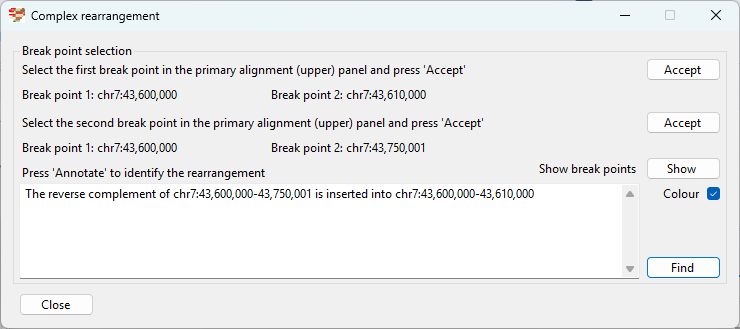 Complex rearrangement
Break point selection
Select the first break point in the primary alignment (upper) panel and press 'Accept'
Accept
Break point 1: chr7:43,600,000 Break point 2: chr7:43,610,000
Select the second break point in the primary alignment (upper) panel and press 'Accept'
Accept
Break point 1: chr7:43,600,000 Break point 2: chr7:43,750,001
Press 'Annotate' to identify the rearrangement
Show break points
Show
The reverse complement of chr7:43,600,000-43,750,001 is inserted into chr7:43,600,000-43,610,000
Colour
Find
Close